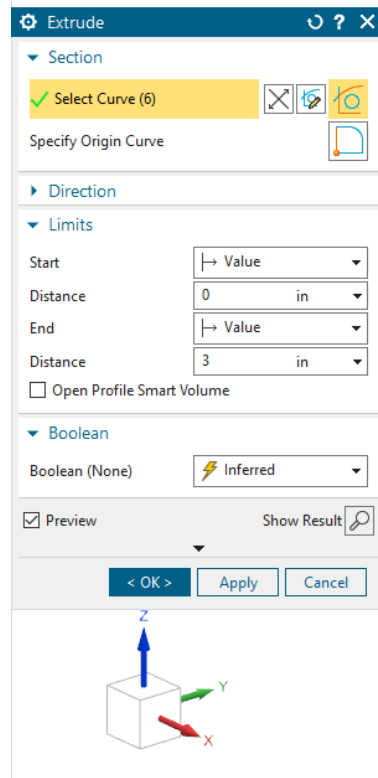 Extrude ?
Section
Select Curve (6)
Specify Origin Curve
Direction
Limits
Start Value
Distance 0 in
End Value
Distance 3 in
Open Profile Smart Volume
Boolean
Boolean (None) Inferred
Preview Show Result
< OK > Apply Cancel
Z
Y
X